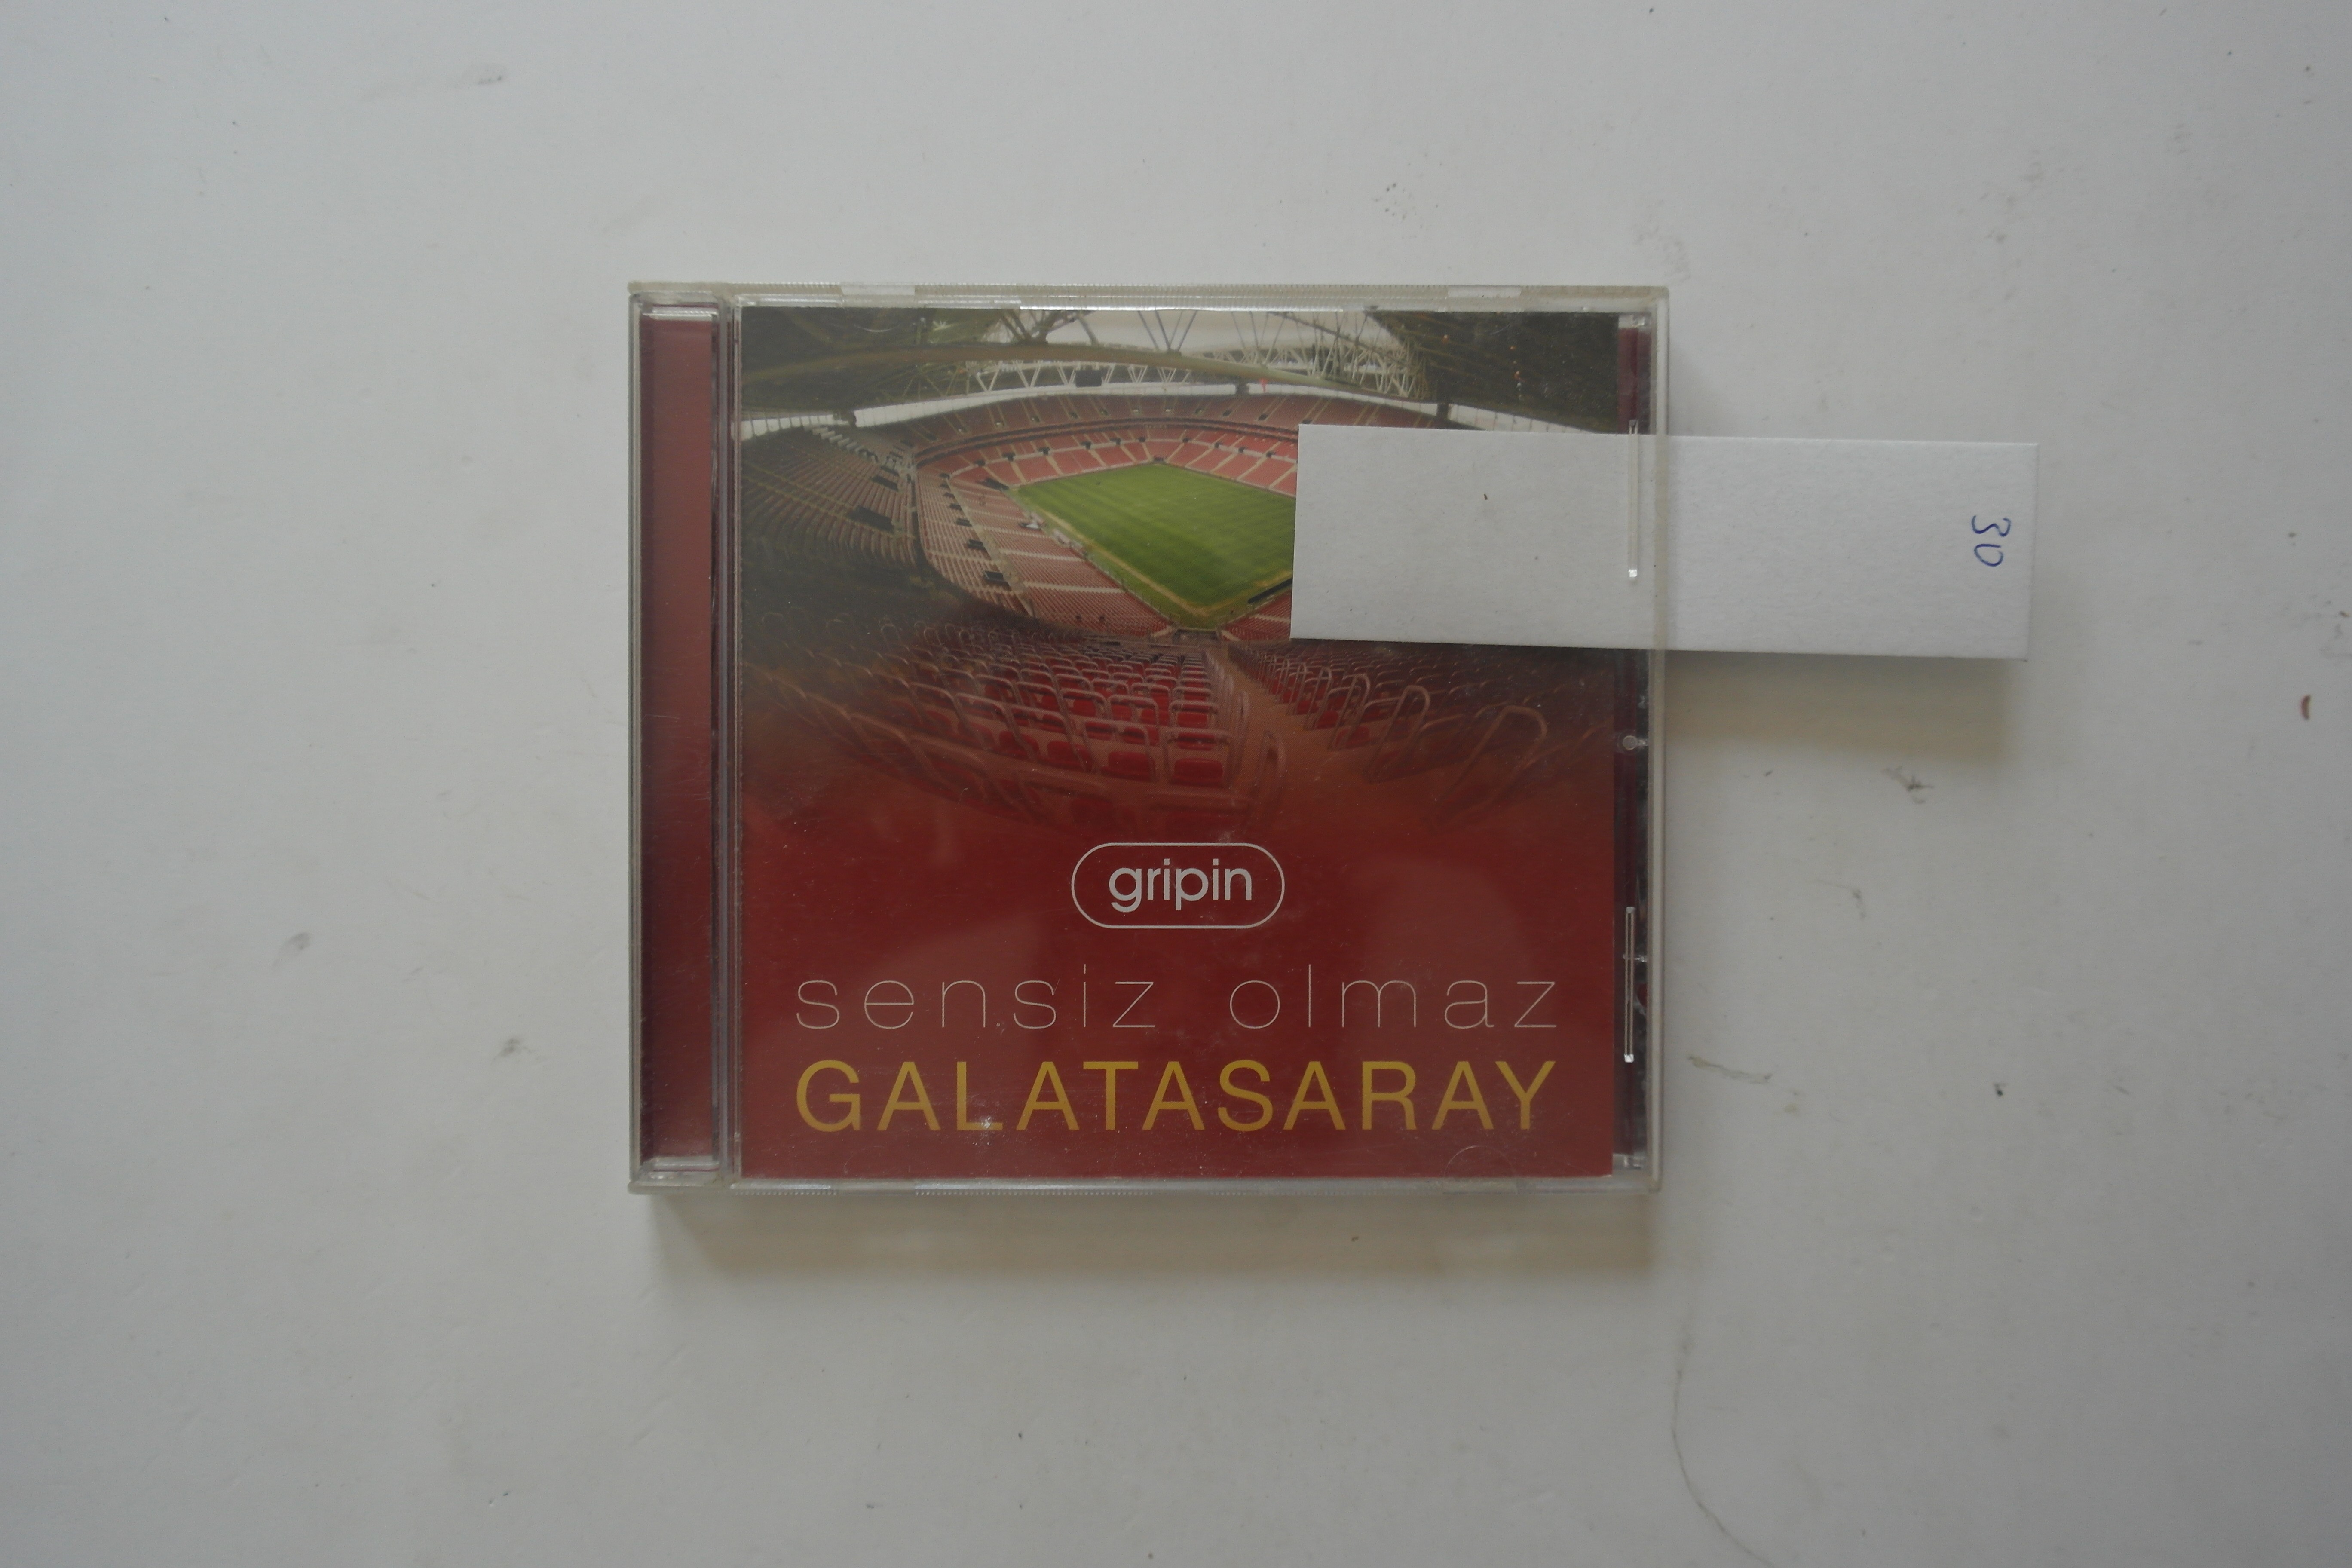 30
gripin
sensiz olmaz
GALATASARAY